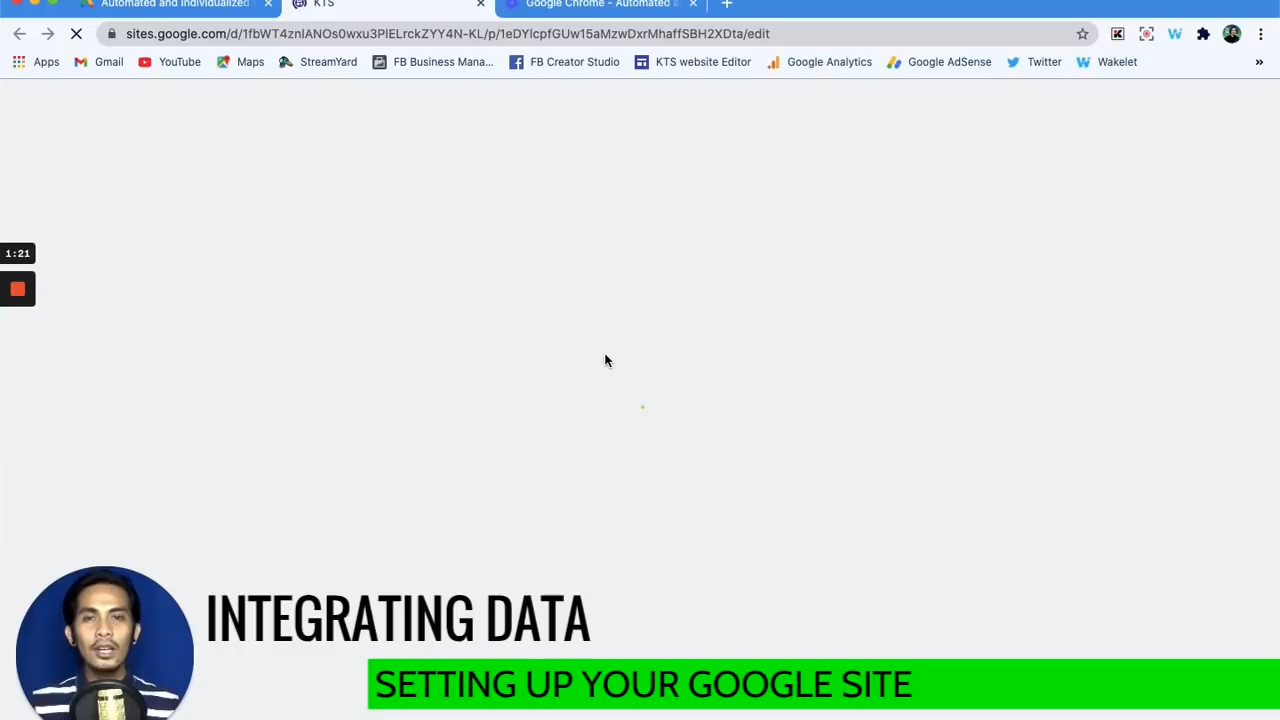 Automated and Individualized
KTS
Google Chrome - Automated a
sites.google.com/d/1fbWT4znlANOs0wxu3PlELrckZYY4N-KL/p/1eDYlcpfGUw15aMzwDxrMhaffSBH2XDta/edit
Apps
Gmail
YouTube
Maps
StreamYard
FB Business Mana...
FB Creator Studio
KTS website Editor
Google Analytics
Google AdSense
Twitter
Wakelet
»
1:21
INTEGRATING DATA
SETTING UP YOUR GOOGLE SITE